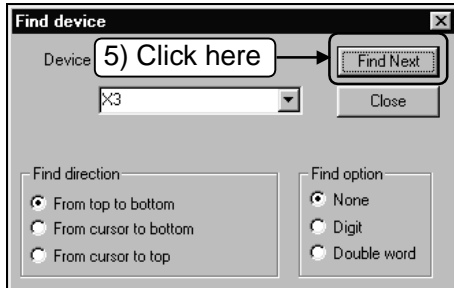 Find device
Device
5) Click here
Find Next
X3
Close
Find direction
From top to bottom
From cursor to bottom
From cursor to top
Find option
None
Digit
Double word